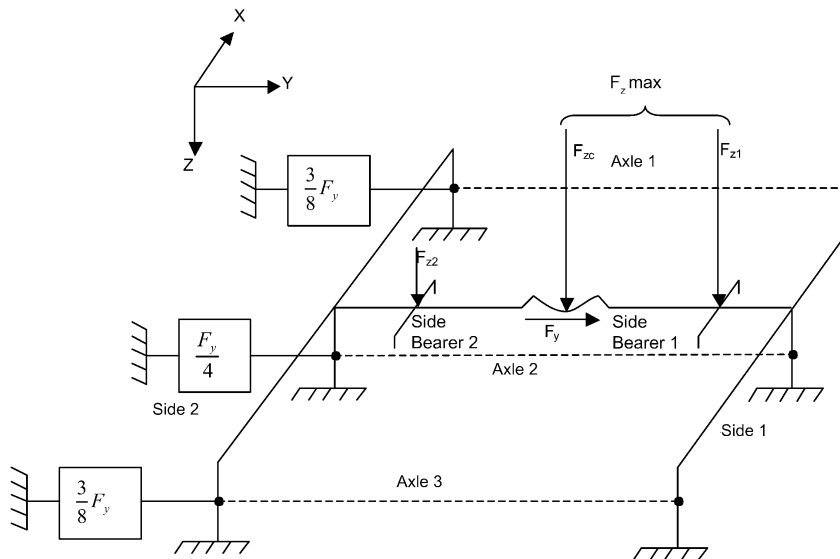 X
Y
Z
F_z max
F_zc
Axle 1
F_z1
3/8 F_y
F_z2
Side
Bearer 2
F_y
Side
Bearer 1
F_y/4
Axle 2
Side 2
Side 1
Axle 3
3/8 F_y